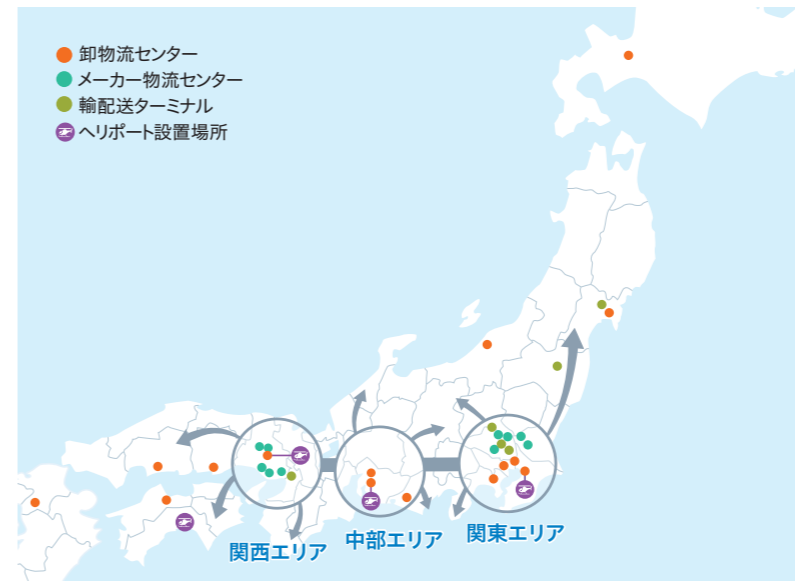 卸物流センター
メーカー物流センター
輸配送ターミナル
ヘリポート設置場所
関西エリア
中部エリア
関東エリア